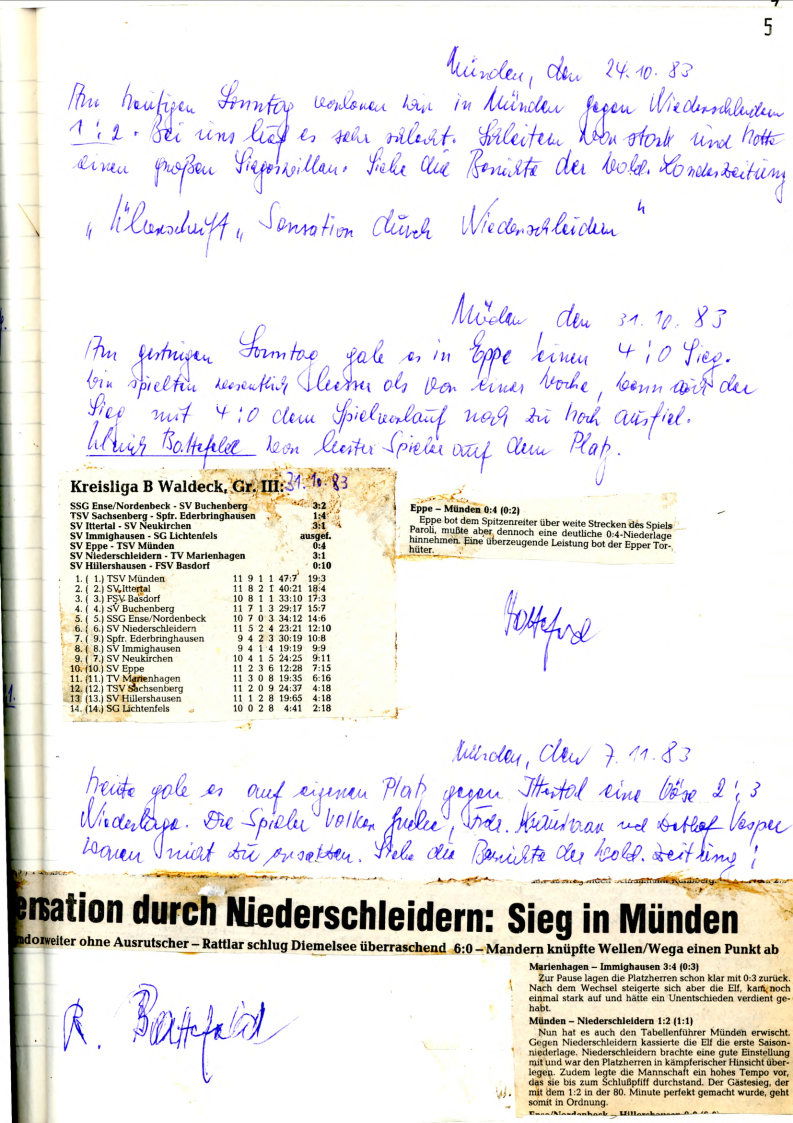 5
Münden, den 24.10.83
Am heutigen Sonntag verloren wir in Münden gegen Niederschleidern
1:2. Bei uns lief es sehr schlecht. Schleidern war stark und hatte
einen großen Siegeswillen. Siehe die Berichte der Wald. Landeszeitung
„Überschrift „Sensation durch Niederschleidern"
Münden, den 31.10.83
Am gestrigen Sonntag gab es in Eppe einen 4:0 Sieg.
Wir spielten wesentlich besser als vor einer Woche, wenn auch der
Sieg mit 4:0 dem Spielverlauf noch zu hoch ausfiel.
Ulrich Battefeld war bester Spieler auf dem Platz.
Kreisliga B Waldeck, Gr. III: 31.10.83
SSG Ense/Nordenbeck - SV Buchenberg 3:2
TSV Sachsenberg - Spfr. Ederbringhausen 1:4
SV Ittertal - SV Neukirchen 3:1
SV Immighausen - SG Lichtenfels ausgef.
SV Eppe - TSV Münden 0:4
SV Niederschleidern - TV Marienhagen 3:1
SV Hillershausen - FSV Basdorf 0:10
1. ( 1.) TSV Münden 11 9 1 1 47:7 19:3
2. ( 2.) SV Ittertal 11 8 2 1 40:21 18:4
3. ( 3.) FSV Basdorf 10 8 1 1 33:10 17:3
4. ( 4.) SV Buchenberg 11 7 1 3 29:17 15:7
5. ( 5.) SSG Ense/Nordenbeck 10 7 0 3 34:12 14:6
6. ( 6.) SV Niederschleidern 11 5 2 4 23:21 12:10
7. ( 9.) Spfr. Ederbringhausen 9 4 2 3 30:19 10:8
8. ( 8.) SV Immighausen 9 4 1 4 19:19 9:9
9. ( 7.) SV Neukirchen 10 4 1 5 24:25 9:11
10. (10.) SV Eppe 11 2 3 6 12:28 7:15
11. (11.) TV Marienhagen 11 3 0 8 19:35 6:16
12. (12.) TSV Sachsenberg 11 2 0 9 24:37 4:18
13. (13.) SV Hillershausen 11 1 2 8 19:65 4:18
14. (14.) SG Lichtenfels 10 0 2 8 4:41 2:18
Eppe – Münden 0:4 (0:2)
Eppe bot dem Spitzenreiter über weite Strecken des Spiels
Paroli, mußte aber dennoch eine deutliche 0:4-Niederlage
hinnehmen. Eine überzeugende Leistung bot der Epper Tor-
hüter.
Battefeld
Münden, den 7.11.83
Heute gab es auf eigenen Platz gegen Ittertal eine böse 2:3
Niederlage. Die Spieler Volker, Frdr. und Detlef Vesper
waren nicht zu ersetzen. Siehe die Berichte der Wald. Zeitung!
ensation durch Niederschleidern: Sieg in Münden
ndorweiter ohne Ausrutscher – Rattlar schlug Diemelsee überraschend 6:0 – Mandern knüpfte Wellen/Wega einen Punkt ab
Marienhagen – Immighausen 3:4 (0:3)
Zur Pause lagen die Platzherren schon klar mit 0:3 zurück.
Nach dem Wechsel steigerte sich aber die Elf, kam noch
einmal stark auf und hätte ein Unentschieden verdient ge-
habt.
Münden – Niederschleidern 1:2 (1:1)
Nun hat es auch den Tabellenführer Münden erwischt.
Gegen Niederschleidern kassierte die Elf die erste Saison-
niederlage. Niederschleidern brachte eine gute Einstellung
mit und war den Platzherren in kämpferischer Hinsicht über-
legen. Zudem legte die Mannschaft ein hohes Tempo vor,
das sie bis zum Schlußpfiff durchstand. Der Gästesieg, der
mit dem 1:2 in der 80. Minute perfekt gemacht wurde, geht
somit in Ordnung.
Ense/Nordenbeck – Hillershausen
R. Battefeld